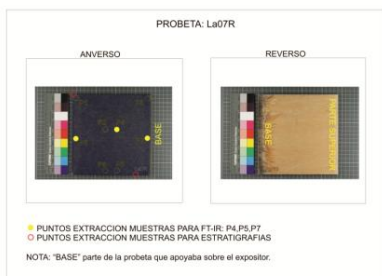 PROBETA: La07R
ANVERSO
REVERSO
BASE
BASE
PARTE SUPERIOR
PUNTOS EXTRACCION MUESTRAS PARA FT-IR: P4,P5,P7
PUNTOS EXTRACCION MUESTRAS PARA ESTRATIGRAFIAS
NOTA: “BASE” parte de la probeta que apoyaba sobre el expositor.